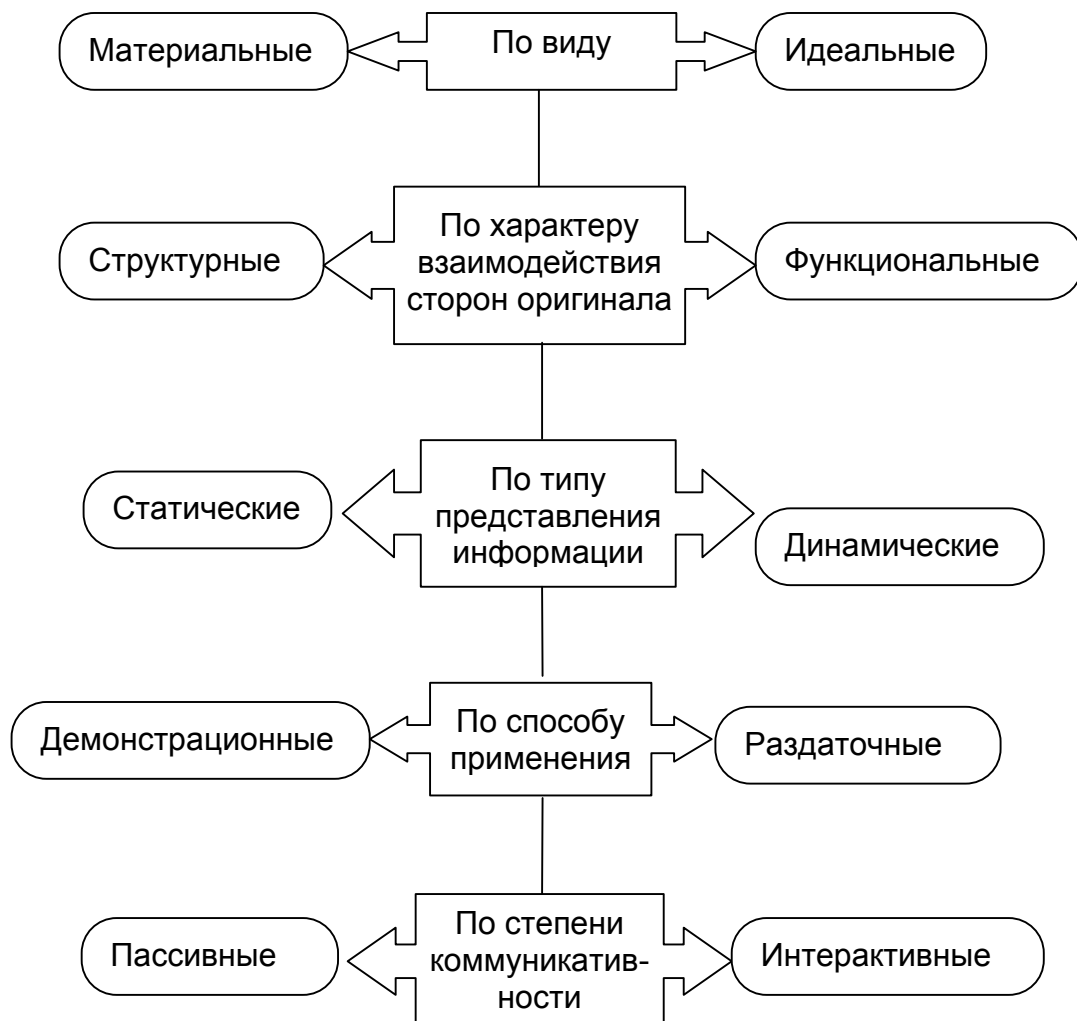 Материальные
По виду
Идеальные
Структурные
По характеру
взаимодействия
сторон оригинала
Функциональные
Статические
По типу
представления
информации
Динамические
Демонстрационные
По способу
применения
Раздаточные
Пассивные
По степени
коммуникатив-
ности
Интерактивные